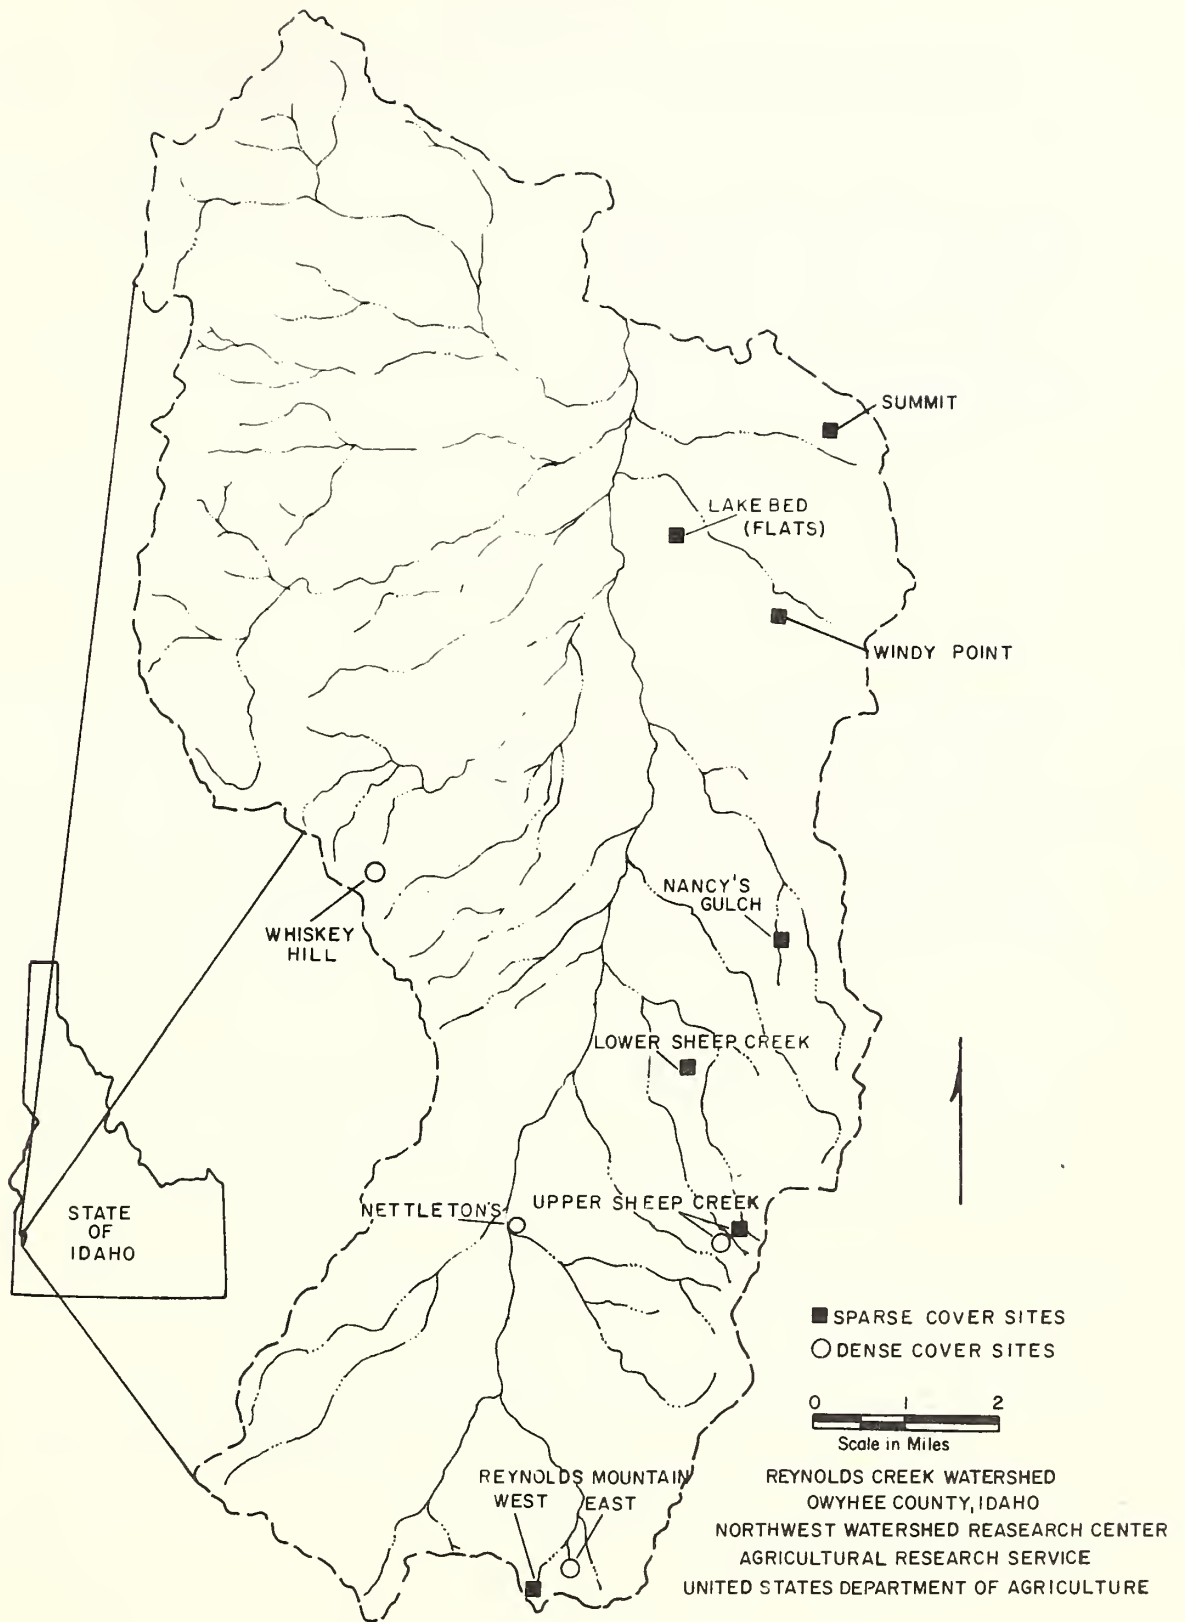 SUMMIT
LAKE BED
(FLATS)
WINDY POINT
NANCY'S
GULCH
WHISKEY
HILL
LOWER SHEEP CREEK
NETTLETON'S
UPPER SHEEP CREEK
STATE
OF
IDAHO
SPARSE COVER SITES
DENSE COVER SITES
0 1 2
Scale in Miles
REYNOLDS MOUNTAIN
WEST EAST
REYNOLDS CREEK WATERSHED
OWYHEE COUNTY, IDAHO
NORTHWEST WATERSHED REASEARCH CENTER
AGRICULTURAL RESEARCH SERVICE
UNITED STATES DEPARTMENT OF AGRICULTURE